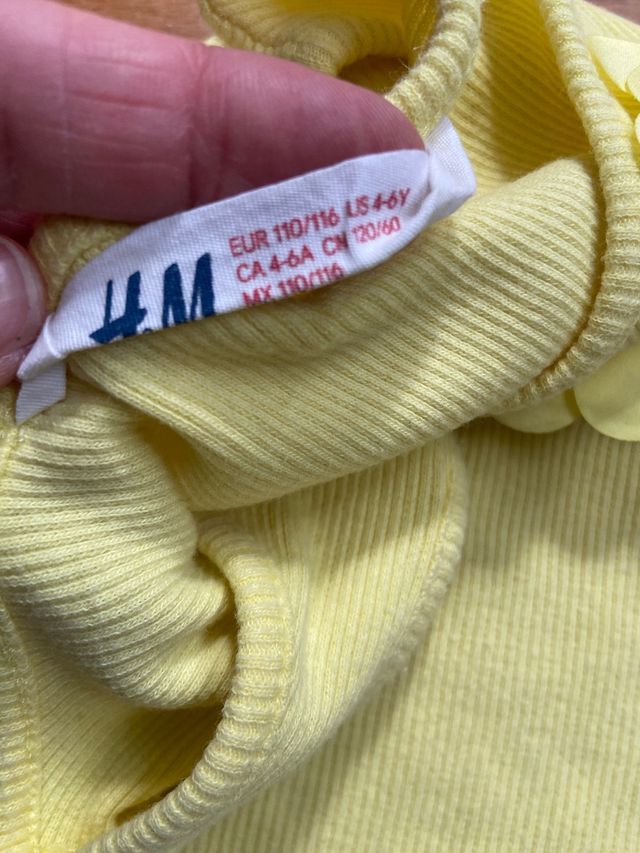 H&M
EUR 110/116 US 4-6Y
CA 4-6A CN 120/60
MX 110/116